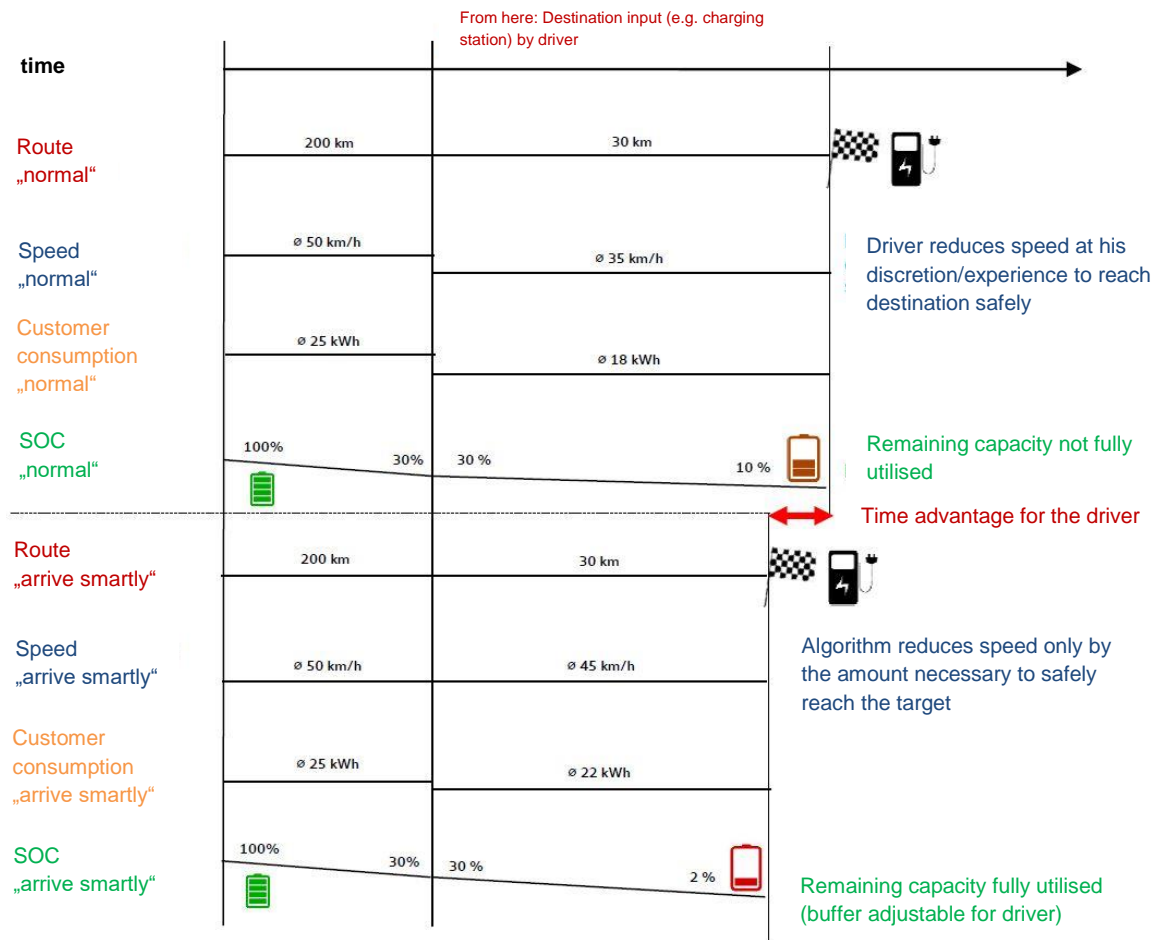 From here: Destination input (e.g. charging
station) by driver
time
200 km
30 km
Route
„normal“
Speed
„normal“
ø 50 km/h
ø 35 km/h
Driver reduces speed at his
discretion/experience to reach
destination safely
Customer
consumption
„normal“
ø 25 kWh
ø 18 kWh
SOC
„normal“
100%
30%
30 %
10 %
Remaining capacity not fully
utilised
Time advantage for the driver
Route
„arrive smartly“
200 km
30 km
Speed
„arrive smartly“
ø 50 km/h
ø 45 km/h
Algorithm reduces speed only by
the amount necessary to safely
reach the target
Customer
consumption
„arrive smartly“
ø 25 kWh
ø 22 kWh
SOC
„arrive smartly“
100%
30%
30 %
2 %
Remaining capacity fully utilised
(buffer adjustable for driver)